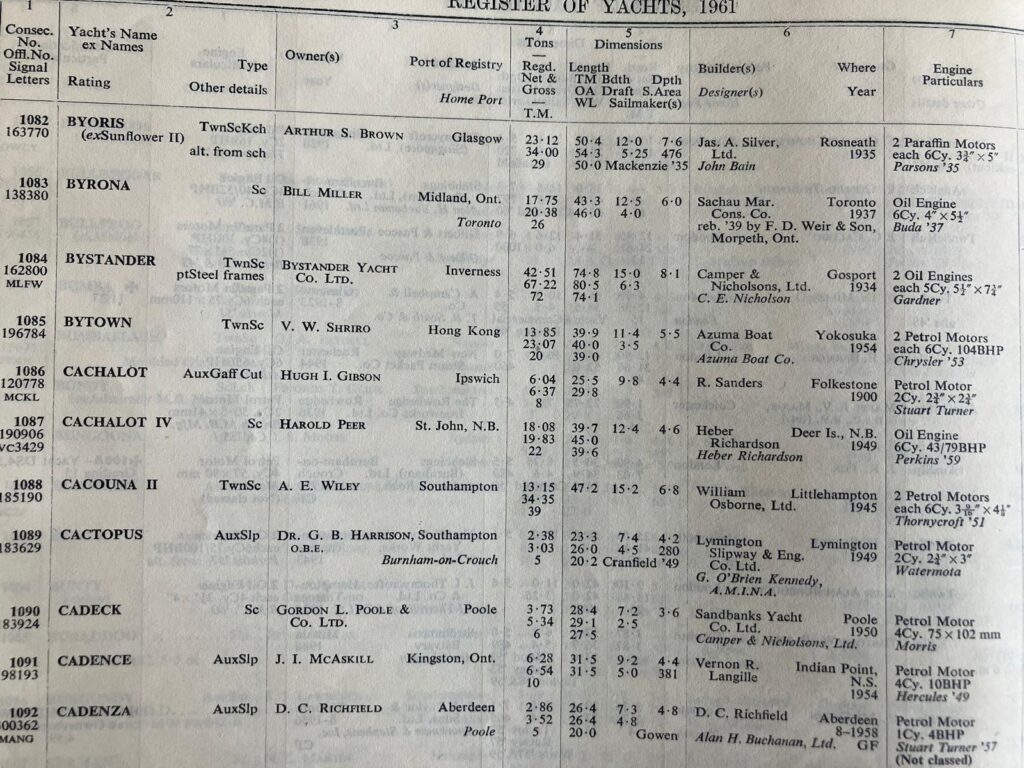 REGISTER OF YACHTS, 1961
1 2 3 4 5 6 7
Consec. No. Offl.No. Signal Letters
Yacht's Name ex Names Rating Type Other details
Owner(s) Port of Registry Home Port
Tons — Regd. Net & Gross — T.M.
Dimensions Length TM Bdth Dpth OA Draft S.Area WL Sailmaker(s)
Builder(s) Where Designer(s) Year
Engine Particulars
1082 BYORIS TwnScKch ARTHUR S. BROWN Glasgow 23·12 50·4 12·0 7·6 Jas. A. Silver, Rosneath 2 Paraffin Motors
163770 (exSunflower II) alt. from sch 34·00 54·3 5·25 476 Ltd. 1935 each 6Cy. 3¾″×5″
29 50·0 Mackenzie '35 John Bain Parsons '35
1083 BYRONA Sc BILL MILLER Midland, Ont. 17·75 43·3 12·5 6·0 Sachau Mar. Toronto Oil Engine
138380 20·38 46·0 4·0 Cons. Co. 1937 6Cy. 4″×5½″
Toronto 26 reb. '39 by F. D. Weir & Son, Buda '37
Morpeth, Ont.
1084 BYSTANDER TwnSc BYSTANDER YACHT Inverness 42·51 74·8 15·0 8·1 Camper & Gosport 2 Oil Engines
162800 ptSteel frames Co. LTD. 67·22 80·5 6·3 Nicholsons, Ltd. 1934 each 5Cy. 5½″×7¾″
MLFW 72 74·1 C. E. Nicholson Gardner
1085 BYTOWN TwnSc V. W. SHRIRO Hong Kong 13·85 39·9 11·4 5·5 Azuma Boat Yokosuka 2 Petrol Motors
196784 23·07 40·0 3·5 Co. 1954 each 6Cy. 104BHP
20 39·0 Azuma Boat Co. Chrysler '53
1086 CACHALOT AuxGaff Cut HUGH I. GIBSON Ipswich 6·04 25·5 9·8 4·4 R. Sanders Folkestone Petrol Motor
120778 6·37 29·8 1900 2Cy. 2¾″×2¾″
MCKL 8 Stuart Turner
1087 CACHALOT IV Sc HAROLD PEER St. John, N.B. 18·08 39·7 12·4 4·6 Heber Deer Is., N.B. Oil Engine
190906 19·83 45·0 Richardson 1949 6Cy. 43/79BHP
VC3429 22 39·6 Heber Richardson Perkins '59
1088 CACOUNA II TwnSc A. E. WILEY Southampton 13·15 47·2 15·2 6·8 William Littlehampton 2 Petrol Motors
185190 34·35 Osborne, Ltd. 1945 each 6Cy. 3 9/16″×4½″
39 Thornycroft '51
1089 CACTOPUS AuxSlp DR. G. B. HARRISON, Southampton 2·38 23·3 7·4 4·2 Lymington Lymington Petrol Motor
183629 O.B.E. 3·03 26·0 4·5 280 Slipway & Eng. 1949 2Cy. 2¾″×3″
Burnham-on-Crouch 5 20·2 Cranfield '49 Co. Ltd. Watermota
G. O'Brien Kennedy,
A.M.I.N.A.
1090 CADECK Sc GORDON L. POOLE & Poole 3·73 28·4 7·2 3·6 Sandbanks Yacht Poole Petrol Motor
83924 Co. LTD. 5·34 29·1 2·5 Co. Ltd. 1950 4Cy. 75×102 mm
6 27·5 Camper & Nicholsons, Ltd. Morris
1091 CADENCE AuxSlp J. I. MCASKILL Kingston, Ont. 6·28 31·5 9·2 4·4 Vernon R. Indian Point, Petrol Motor
98193 6·54 31·5 5·0 381 Langille N.S. 4Cy. 10BHP
10 1954 Hercules '49
1092 CADENZA AuxSlp D. C. RICHFIELD Aberdeen 2·86 26·4 7·3 4·8 D. C. Richfield Aberdeen Petrol Motor
00362 3·52 26·4 4·8 8–1958 1Cy. 4BHP
MANG Poole 5 20·0 Gowen Alan H. Buchanan, Ltd. GF Stuart Turner '57
(Not classed)